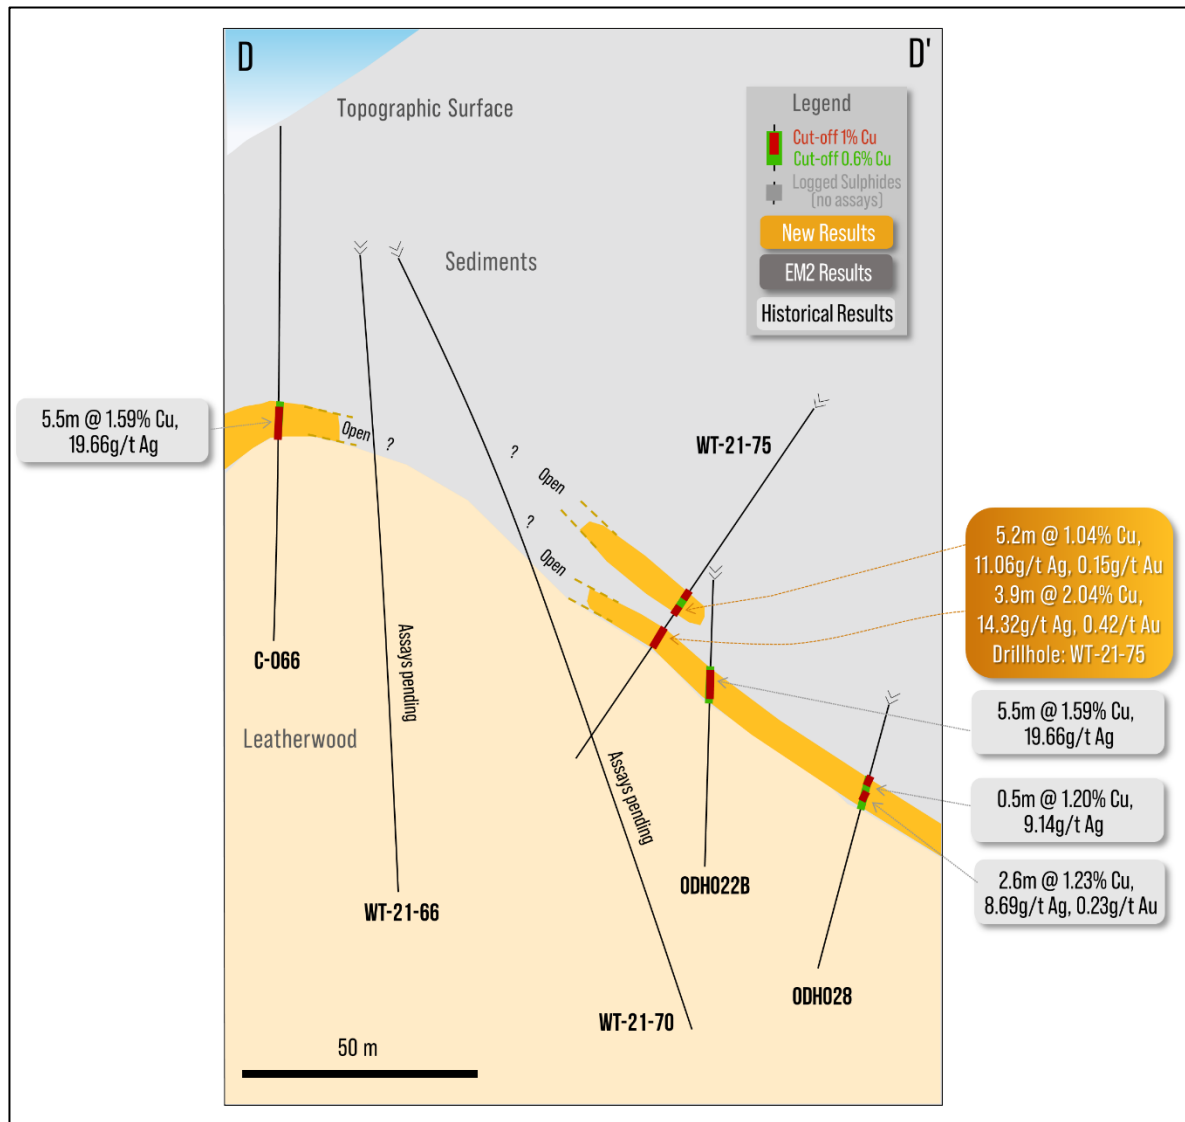 D
D'
Topographic Surface
Legend
Cut-off 1% Cu
Cut-off 0.6% Cu
Logged Sulphides
(no assays)
New Results
EM2 Results
Historical Results
Sediments
5.5m @ 1.59% Cu,
19.66g/t Ag
Open
?
?
Open
?
Open
WT-21-75
5.2m @ 1.04% Cu,
11.06g/t Ag, 0.15g/t Au
3.9m @ 2.04% Cu,
14.32g/t Ag, 0.42/t Au
Drillhole: WT-21-75
C-066
Assays pending
Leatherwood
Assays pending
5.5m @ 1.59% Cu,
19.66g/t Ag
0.5m @ 1.20% Cu,
9.14g/t Ag
2.6m @ 1.23% Cu,
8.69g/t Ag, 0.23g/t Au
ODH022B
WT-21-66
ODH028
WT-21-70
50 m